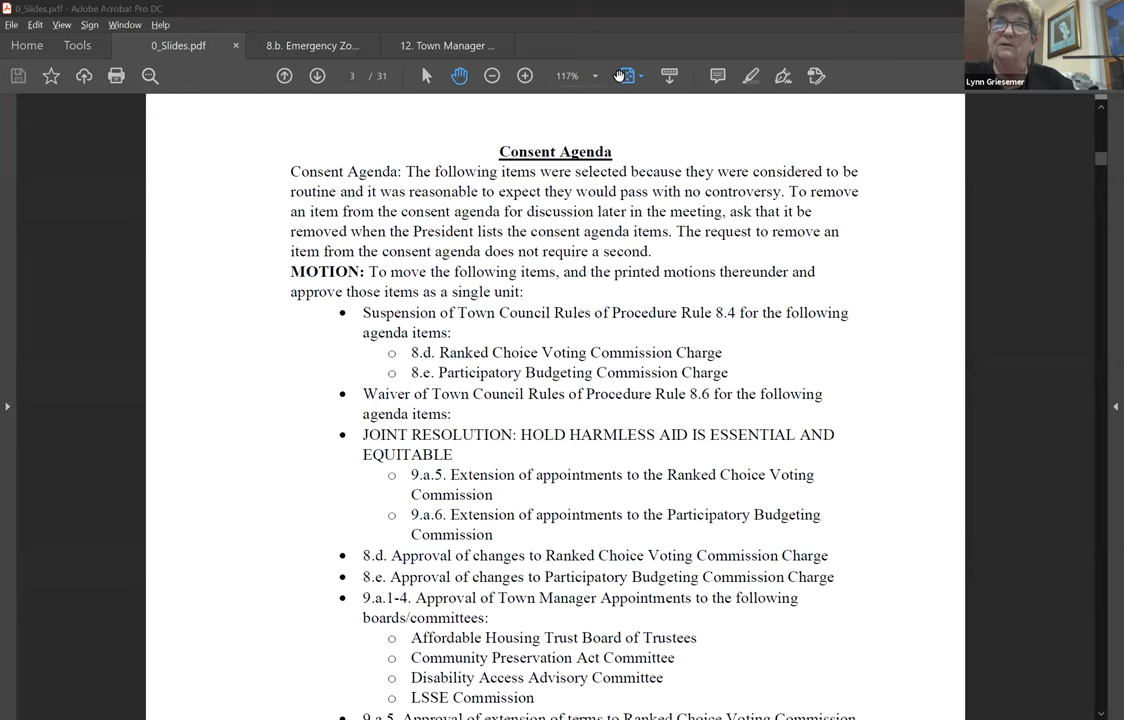 0_Slides.pdf - Adobe Acrobat Pro DC
File Edit View Sign Window Help
Home Tools 0_Slides.pdf × 8.b. Emergency Zo... 12. Town Manager ...
3 / 31 117%
Lynn Griesemer
Consent Agenda
Consent Agenda: The following items were selected because they were considered to be
routine and it was reasonable to expect they would pass with no controversy. To remove
an item from the consent agenda for discussion later in the meeting, ask that it be
removed when the President lists the consent agenda items. The request to remove an
item from the consent agenda does not require a second.
MOTION: To move the following items, and the printed motions thereunder and
approve those items as a single unit:
• Suspension of Town Council Rules of Procedure Rule 8.4 for the following
agenda items:
o 8.d. Ranked Choice Voting Commission Charge
o 8.e. Participatory Budgeting Commission Charge
• Waiver of Town Council Rules of Procedure Rule 8.6 for the following
agenda items:
• JOINT RESOLUTION: HOLD HARMLESS AID IS ESSENTIAL AND
EQUITABLE
o 9.a.5. Extension of appointments to the Ranked Choice Voting
Commission
o 9.a.6. Extension of appointments to the Participatory Budgeting
Commission
• 8.d. Approval of changes to Ranked Choice Voting Commission Charge
• 8.e. Approval of changes to Participatory Budgeting Commission Charge
• 9.a.1-4. Approval of Town Manager Appointments to the following
boards/committees:
o Affordable Housing Trust Board of Trustees
o Community Preservation Act Committee
o Disability Access Advisory Committee
o LSSE Commission
• 9.a.5. Approval of extension of terms to Ranked Choice Voting Commission